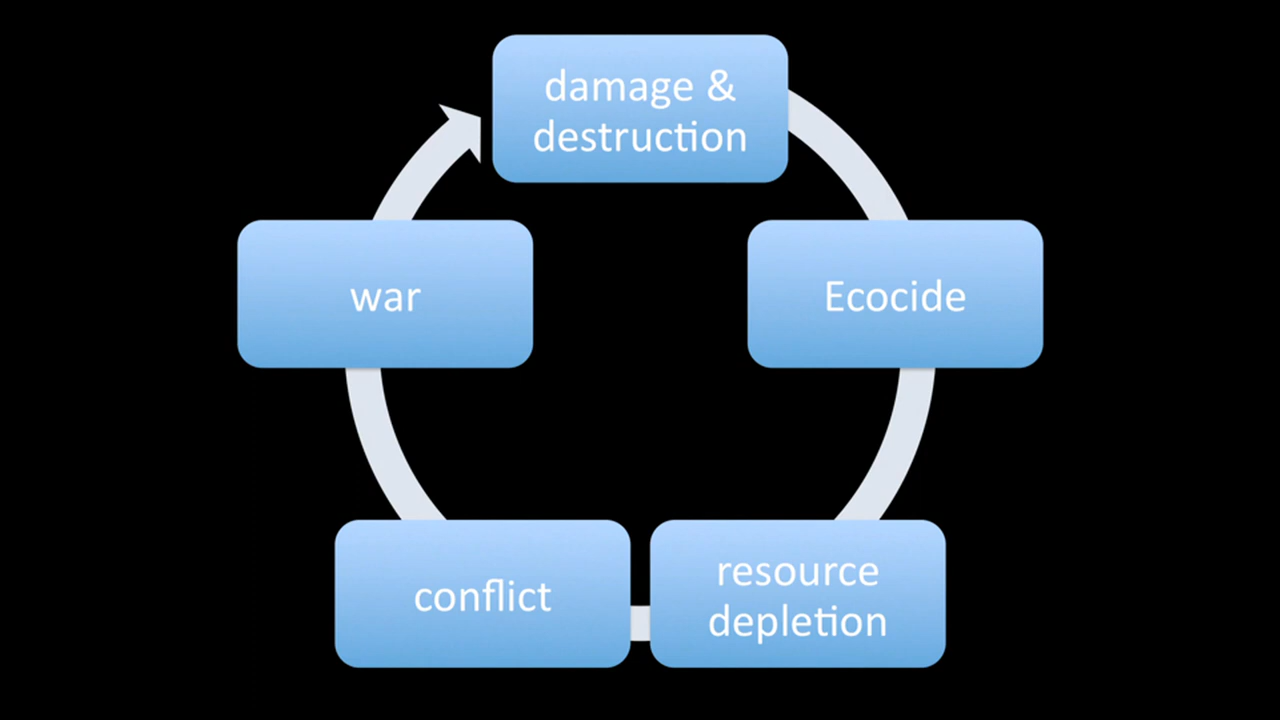 damage &
destruction
Ecocide
resource
depletion
conflict
war